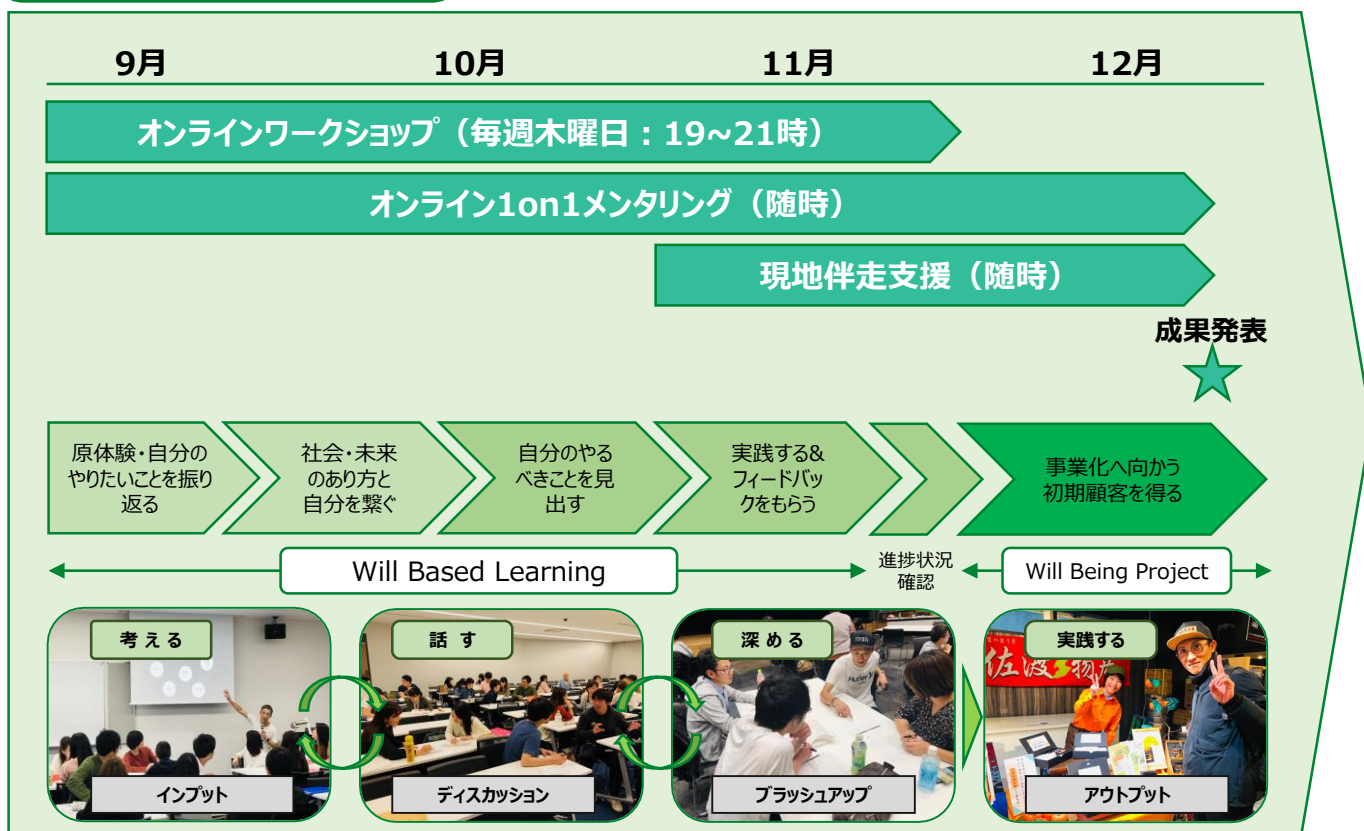 9月
10月
11月
12月
オンラインワークショップ（毎週木曜日：19~21時）
オンライン1on1メンタリング（随時）
現地伴走支援（随時）
成果発表
原体験・自分の
やりたいことを振り
返る
社会・未来
のあり方と
自分を繋ぐ
自分のやる
べきことを見
出す
実践する&
フィードバッ
クをもらう
事業化へ向かう
初期顧客を得る
Will Based Learning
進捗状況
確認
Will Being Project
考える
話す
深める
実践する
佐渡
物産
インプット
ディスカッション
ブラッシュアップ
アウトプット